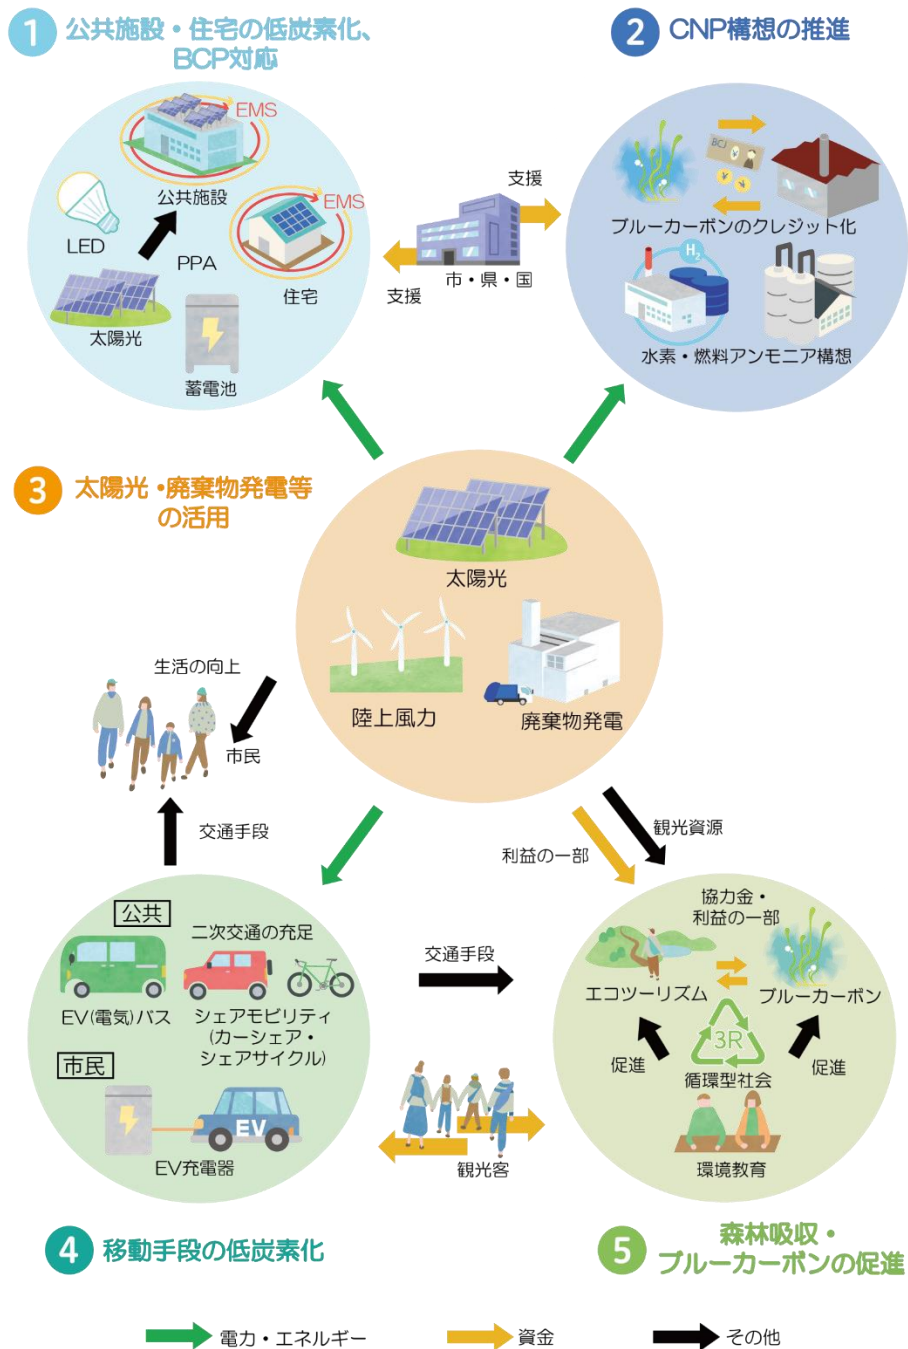 1 公共施設・住宅の低炭素化、
BCP対応
2 CNP構想の推進
EMS
公共施設
LED
EMS
PPA
住宅
太陽光
蓄電池
支援
市・県・国
支援
BCJ
¥
¥ ¥
ブルーカーボンのクレジット化
H₂
水素・燃料アンモニア構想
3 太陽光・廃棄物発電等
の活用
太陽光
陸上風力
廃棄物発電
生活の向上
市民
交通手段
利益の一部
観光資源
公共
二次交通の充足
EV(電気)バス
シェアモビリティ
(カーシェア・
シェアサイクル)
市民
EV
EV充電器
交通手段
観光客
協力金・
利益の一部
エコツーリズム
ブルーカーボン
3R
促進
循環型社会
促進
環境教育
4 移動手段の低炭素化
5 森林吸収・
ブルーカーボンの促進
電力・エネルギー
資金
その他